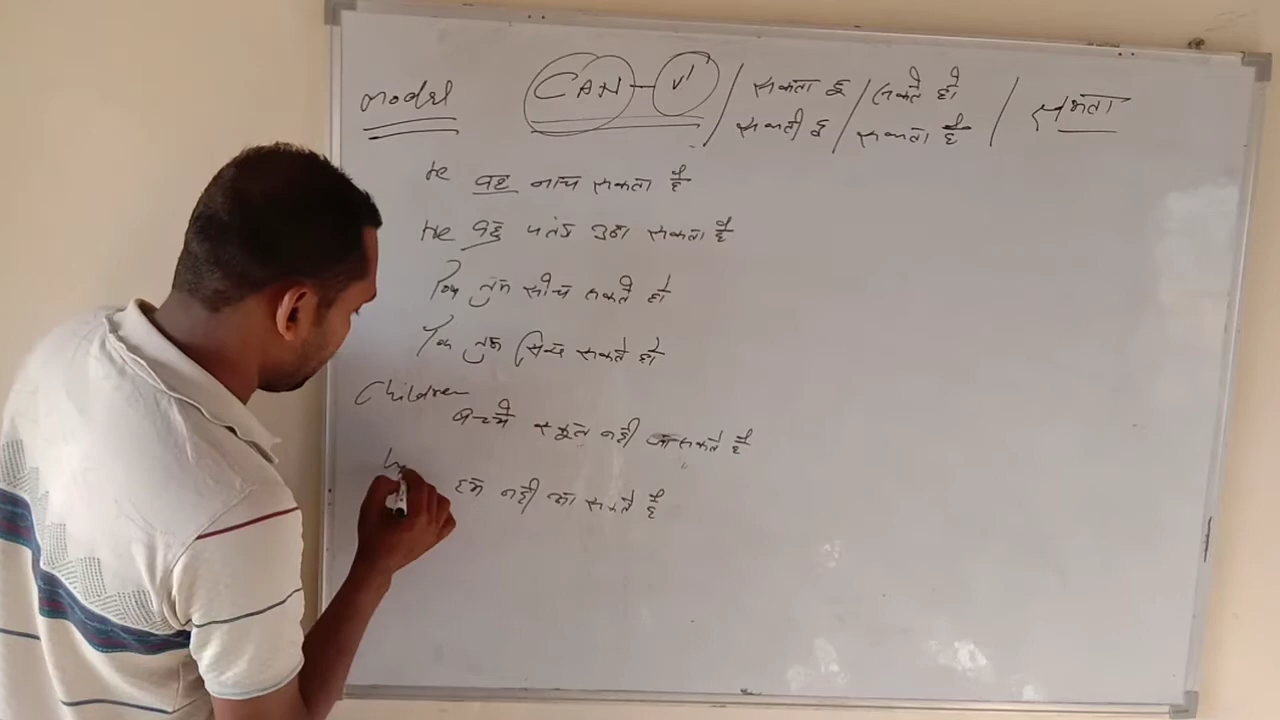 model CAN - V¹ / सकता हूँ / सकते हो / क्षमता
सकती हूँ / सकता है
He वह नाच सकता है
He वह पतंग उड़ा सकता है
You तुम सोच सकते हो
You तुम सकते हो
Children
बच्चे स्कूल नहीं जा सकते है
हम नहीं जा सकते है